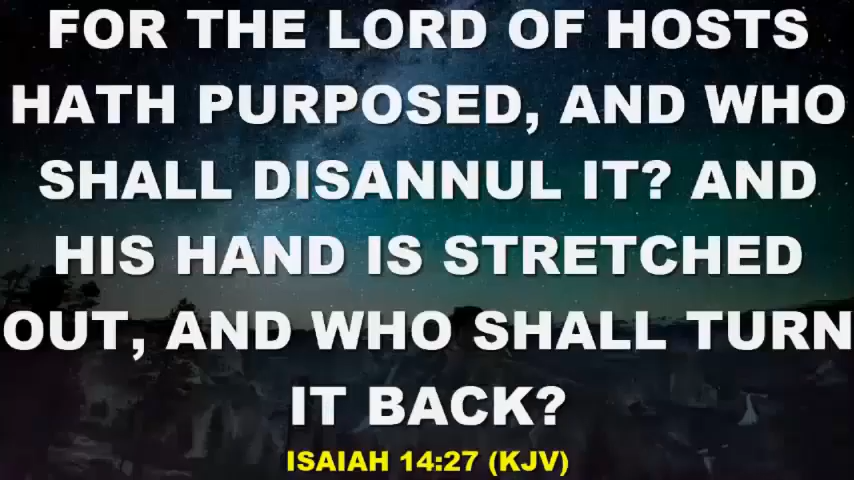 FOR THE LORD OF HOSTS
HATH PURPOSED, AND WHO
SHALL DISANNUL IT? AND
HIS HAND IS STRETCHED
OUT, AND WHO SHALL TURN
IT BACK?
ISAIAH 14:27 (KJV)